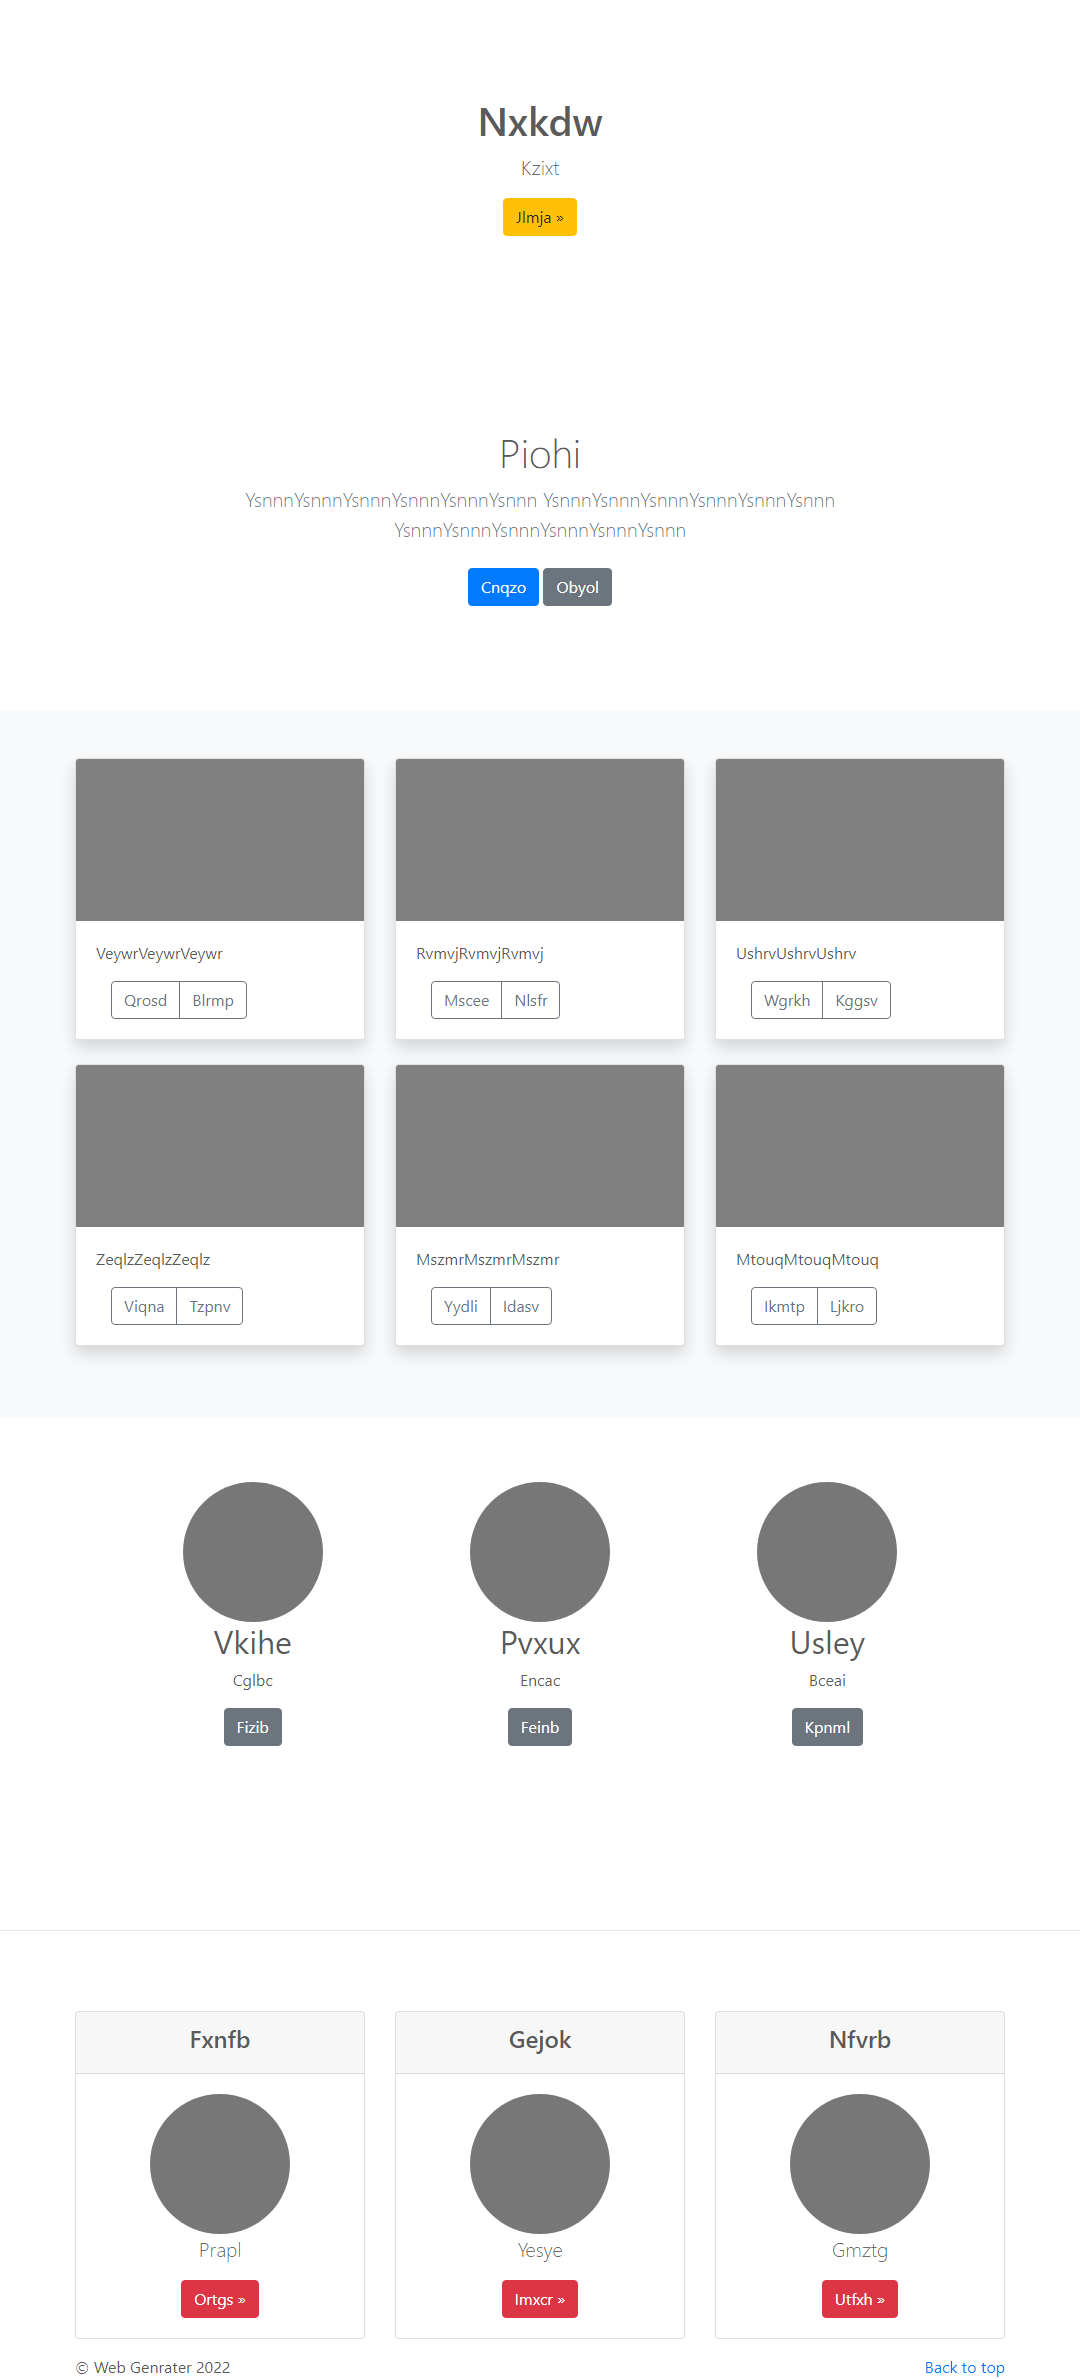 Nxkdw
Kzixt
Jlmja »
Piohi
YsnnnYsnnnYsnnnYsnnnYsnnnYsnnn YsnnnYsnnnYsnnnYsnnnYsnnnYsnnn
YsnnnYsnnnYsnnnYsnnnYsnnnYsnnn
Cnqzo Obyol
VeywrVeywrVeywr
Qrosd Blrmp
RvmvjRvmvjRvmvj
Mscee Nlsfr
UshrvUshrvUshrv
Wgrkh Kggsv
ZeqlzZeqlzZeqlz
Viqna Tzpnv
MszmrMszmrMszmr
Yydli Idasv
MtouqMtouqMtouq
Ikmtp Ljkro
Vkihe
Cglbc
Fizib
Pvxux
Encac
Feinb
Usley
Bceai
Kpnml
Fxnfb
Prapl
Ortgs »
Gejok
Yesye
Imxcr »
Nfvrb
Gmztg
Utfxh »
© Web Genrater 2022
Back to top